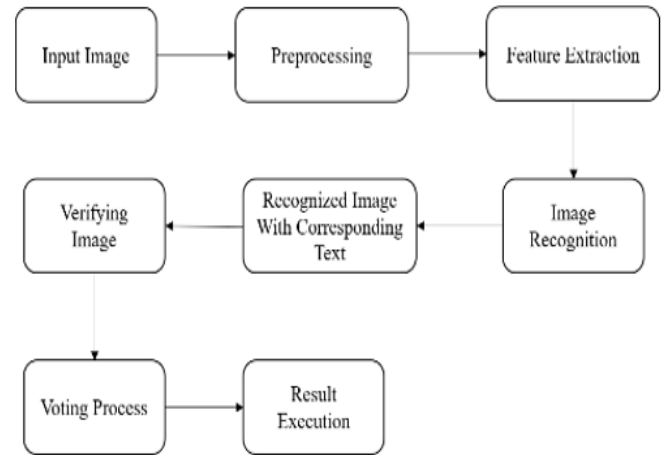 Input Image
Preprocessing
Feature Extraction
Image
Recognition
Recognized Image
With Corresponding
Text
Verifying
Image
Voting Process
Result
Execution